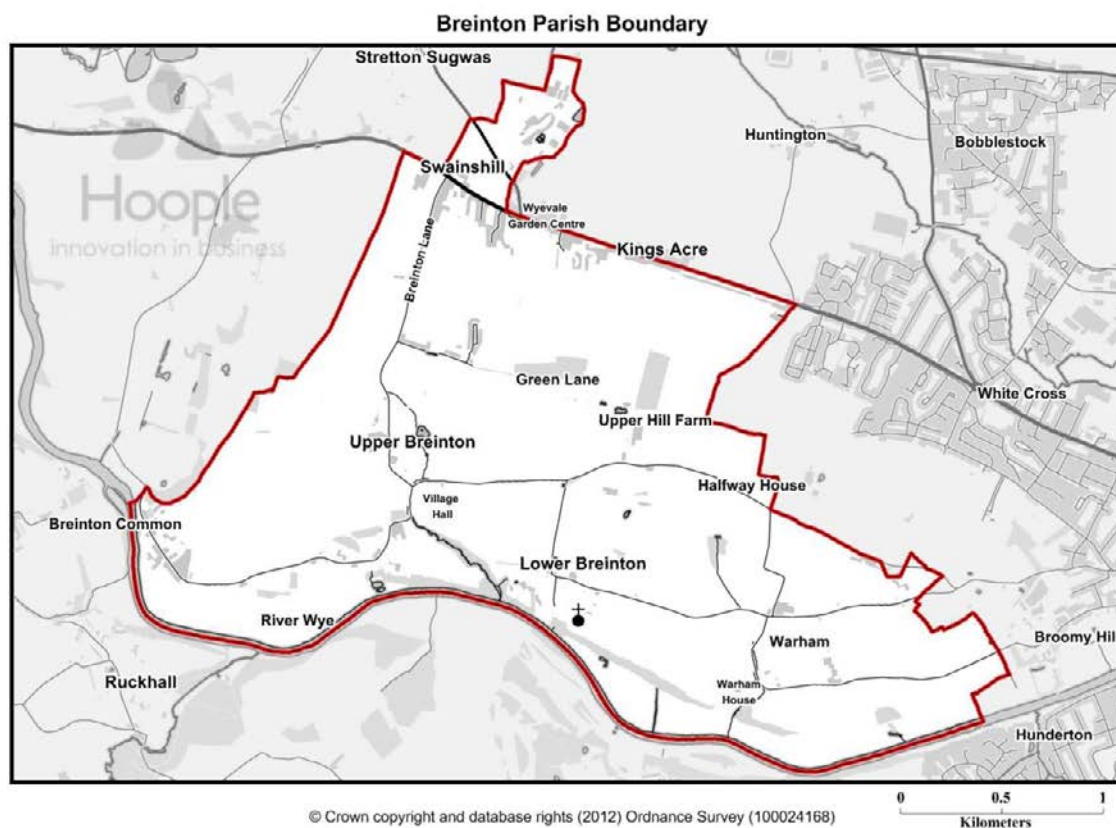 Breinton Parish Boundary
Stretton Sugwas
Huntington
Bobblestock
Swainshill
Hoople
innovation in business
Wyevale
Garden Centre
Kings Acre
Breinton Lane
Green Lane
White Cross
Upper Hill Farm
Upper Breinton
Halfway House
Village
Hall
Breinton Common
Lower Breinton
River Wye
Warham
Broomy Hil
Ruckhall
Warham
House
Hunderton
© Crown copyright and database rights (2012) Ordnance Survey (100024168)
0 0.5 1
Kilometers